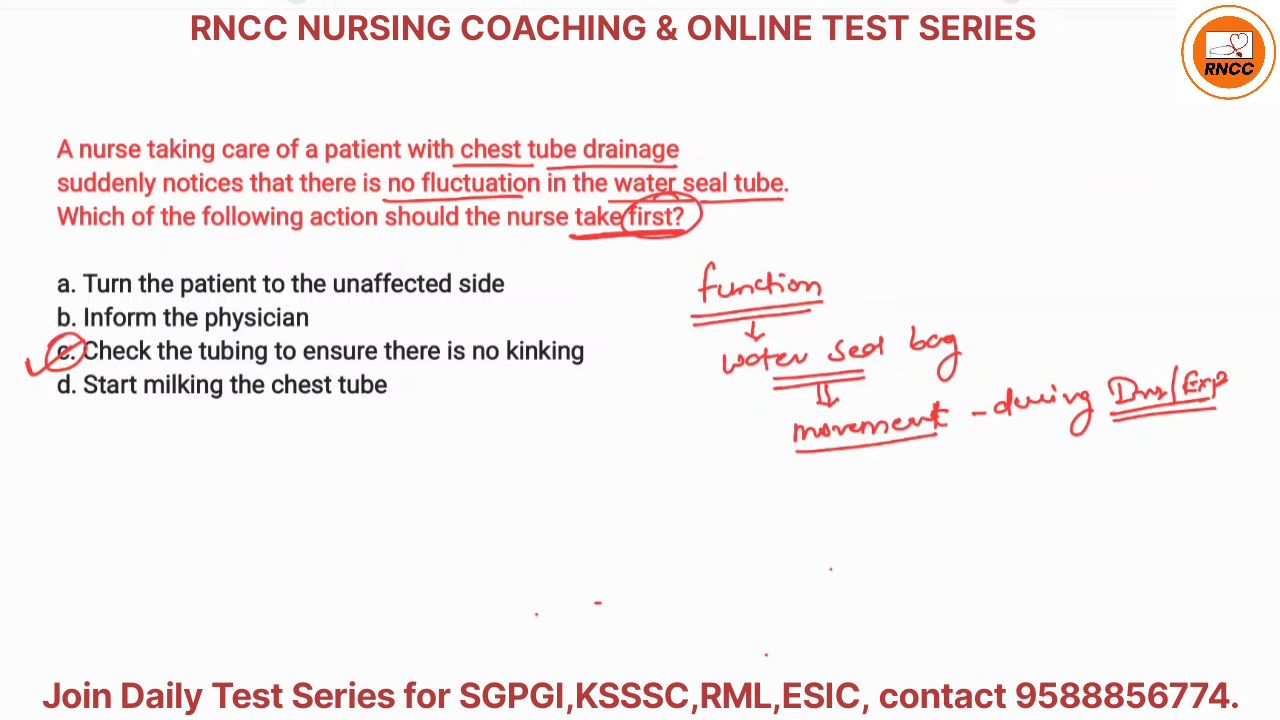 RNCC NURSING COACHING & ONLINE TEST SERIES
RNCC
A nurse taking care of a patient with chest tube drainage
suddenly notices that there is no fluctuation in the water seal tube.
Which of the following action should the nurse take first?
a. Turn the patient to the unaffected side
b. Inform the physician
c. Check the tubing to ensure there is no kinking
d. Start milking the chest tube
function
water seal bag
movement - during Ins/Exp
Join Daily Test Series for SGPGI,KSSSC,RML,ESIC, contact 9588856774.